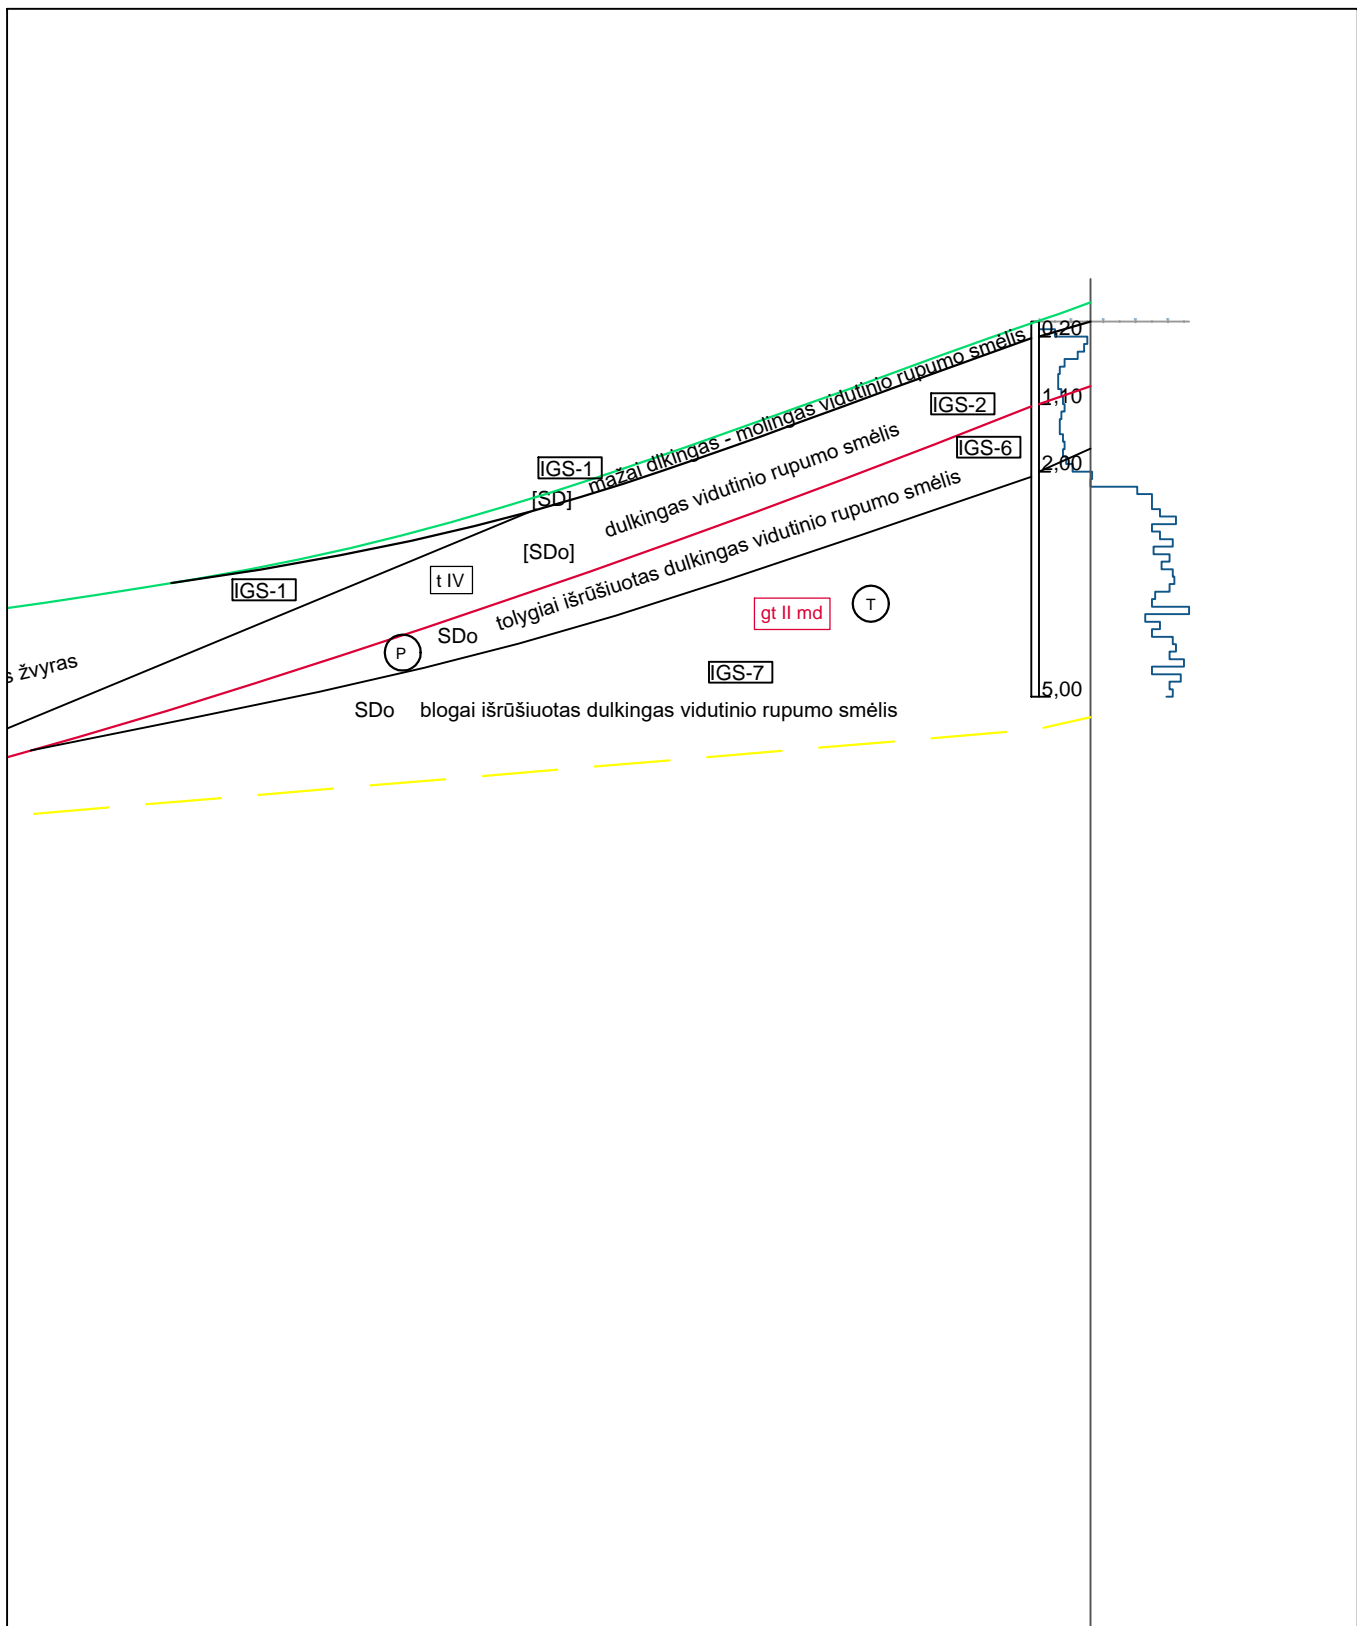 0,20
mažai dlkingas - molingas vidutinio rupumo smėlis
1,10
IGS-2
IGS-6
dulkingas vidutinio rupumo smėlis
2,00
IGS-1
[SD]
tolygiai išrūšiuotas dulkingas vidutinio rupumo smėlis
[SDo]
t IV
IGS-1
T
gt II md
SDo
P
s žvyras
IGS-7
5,00
SDo blogai išrūšiuotas dulkingas vidutinio rupumo smėlis